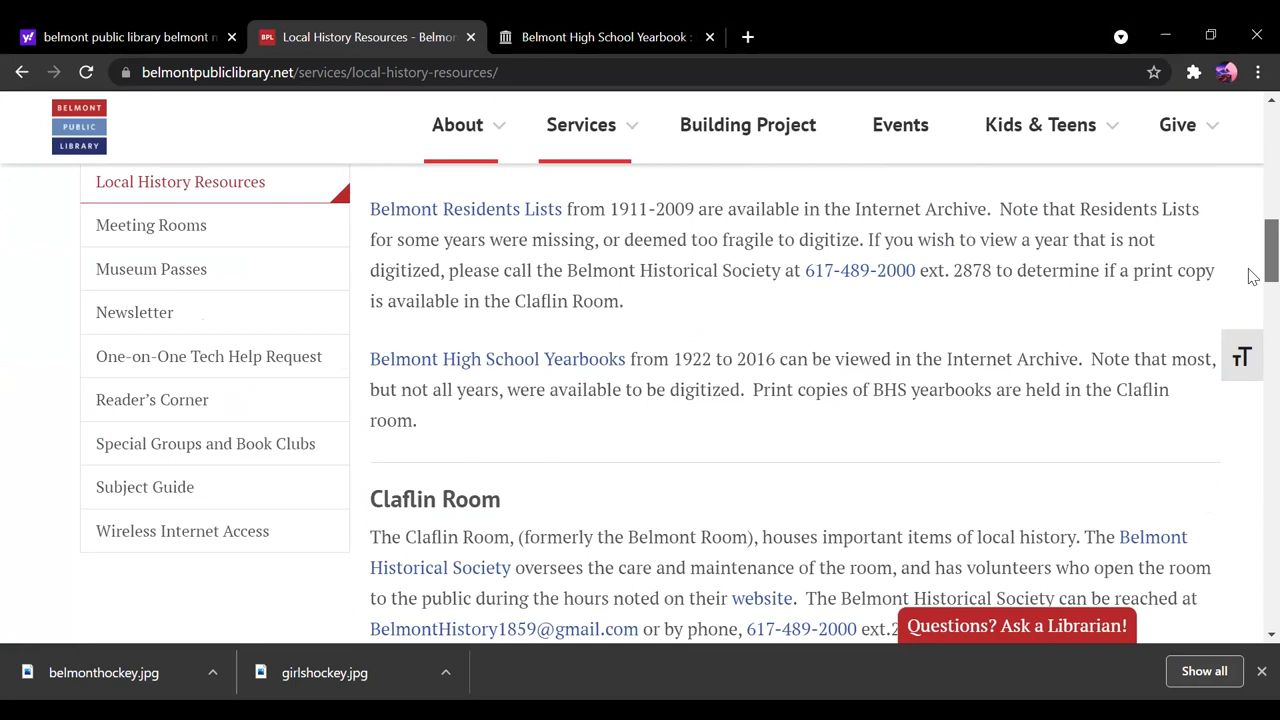 belmont public library belmont
Local History Resources - Belmo
Belmont High School Yearbook :
belmontpubliclibrary.net/services/local-history-resources/
BPL
BELMONT
PUBLIC
LIBRARY
About
Services
Building Project
Events
Kids & Teens
Give
Local History Resources
Meeting Rooms
Museum Passes
Newsletter
One-on-One Tech Help Request
Reader's Corner
Special Groups and Book Clubs
Subject Guide
Wireless Internet Access
Belmont Residents Lists from 1911-2009 are available in the Internet Archive. Note that Residents Lists
for some years were missing, or deemed too fragile to digitize. If you wish to view a year that is not
digitized, please call the Belmont Historical Society at 617-489-2000 ext. 2878 to determine if a print copy
is available in the Claflin Room.
Belmont High School Yearbooks from 1922 to 2016 can be viewed in the Internet Archive. Note that most,
but not all years, were available to be digitized. Print copies of BHS yearbooks are held in the Claflin
room.
Claflin Room
The Claflin Room, (formerly the Belmont Room), houses important items of local history. The Belmont
Historical Society oversees the care and maintenance of the room, and has volunteers who open the room
to the public during the hours noted on their website. The Belmont Historical Society can be reached at
BelmontHistory1859@gmail.com or by phone, 617-489-2000 ext.2
TT
Questions? Ask a Librarian!
belmonthockey.jpg
girlshockey.jpg
Show all